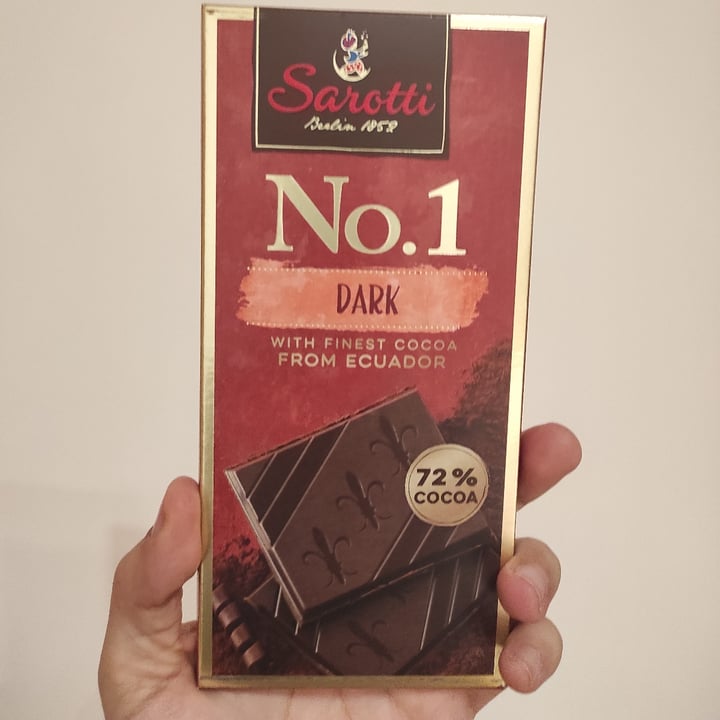 Sarotti
Berlin 1852
No.1
DARK
WITH FINEST COCOA
FROM ECUADOR
72%
COCOA